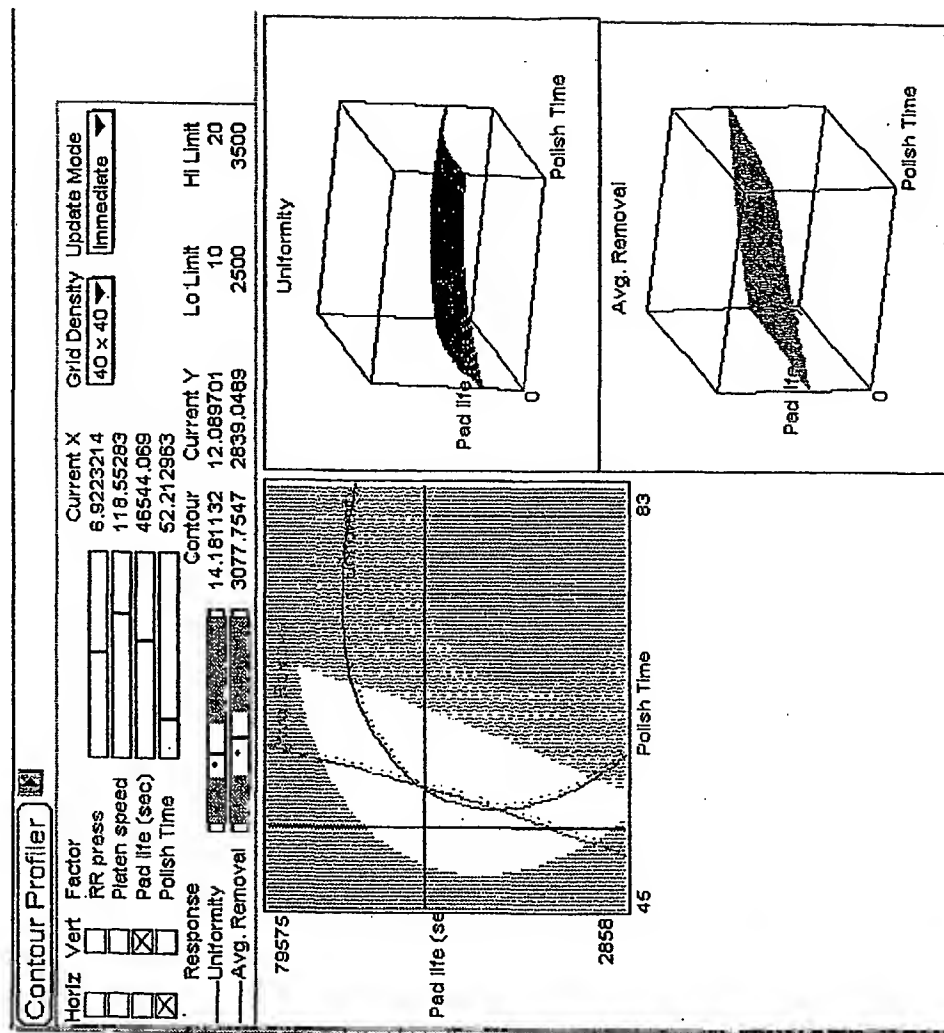 Contour Profiler
Horiz Vert Factor Current X Grid Density Update Mode
RR press 6.9223214 40 x 40 Immediate
Platen speed 118.55283
Pad life (sec) 46544.069
Polish Time 52.212963
Response Contour Current Y Lo Limit Hi Limit
Uniformity 14.181132 12.089701 10 20
Avg. Removal 3077.7547 2839.0489 2500 3500
79575
Pad life (se
2858
45 Polish Time 83
Uniformity
Pad life
0
Polish Time
Avg. Removal
Pad life
0
Polish Time